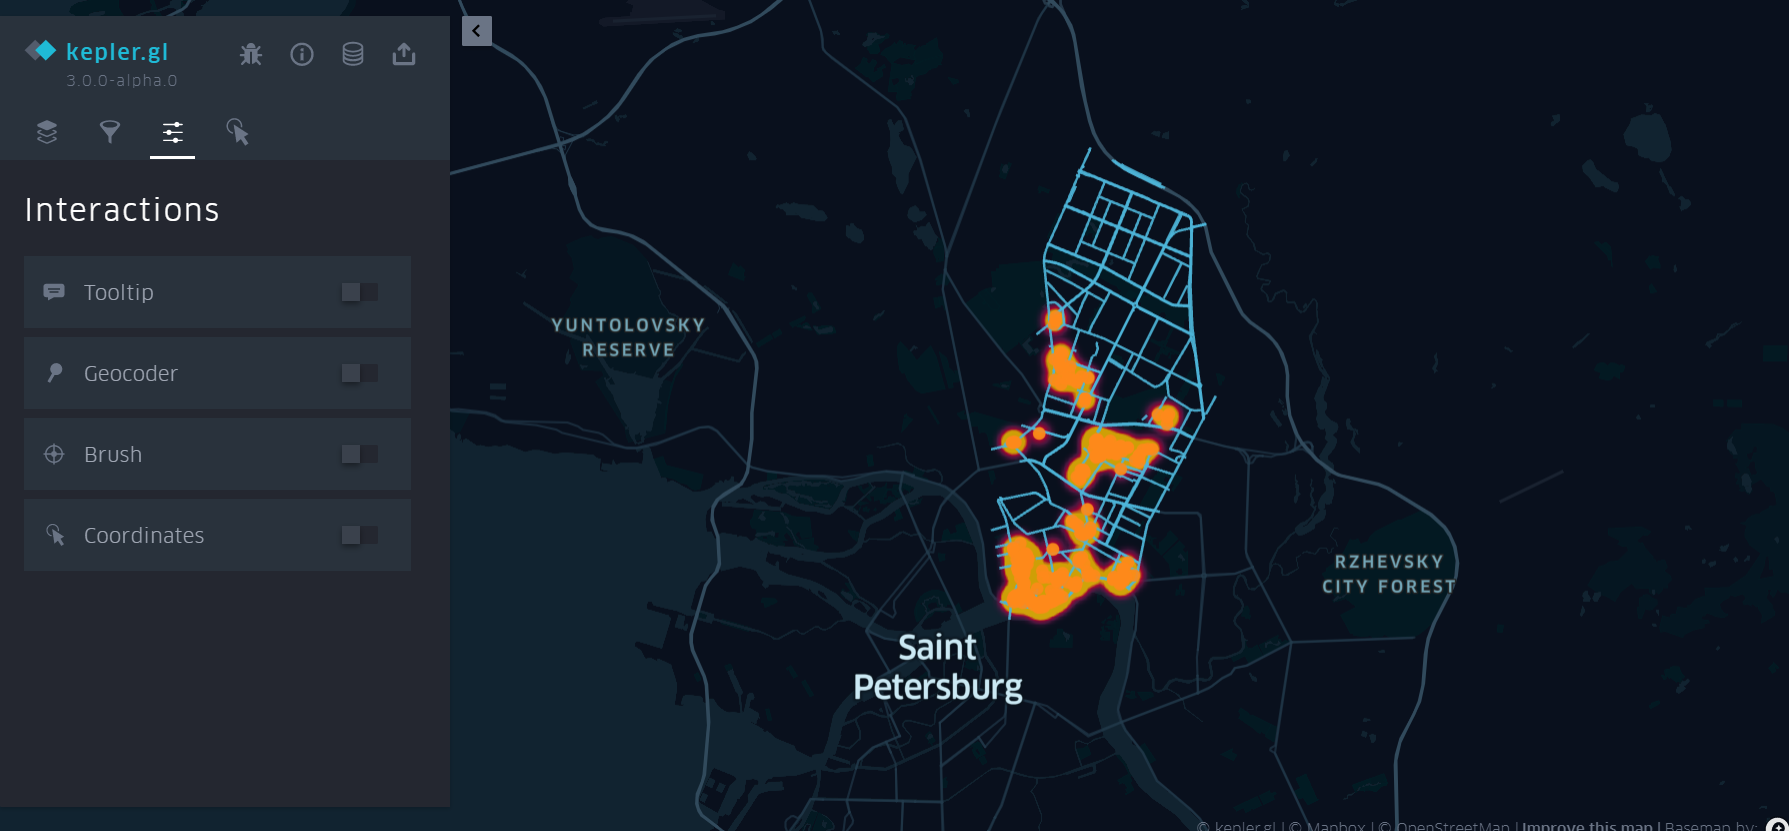 kepler.gl
3.0.0-alpha.0
Interactions
Tooltip
Geocoder
Brush
Coordinates
YUNTOLOVSKY
RESERVE
RZHEVSKY
CITY FOREST
Saint
Petersburg
© kepler.gl | © Mapbox | © OpenStreetMap | Improve this map | Basemap by: